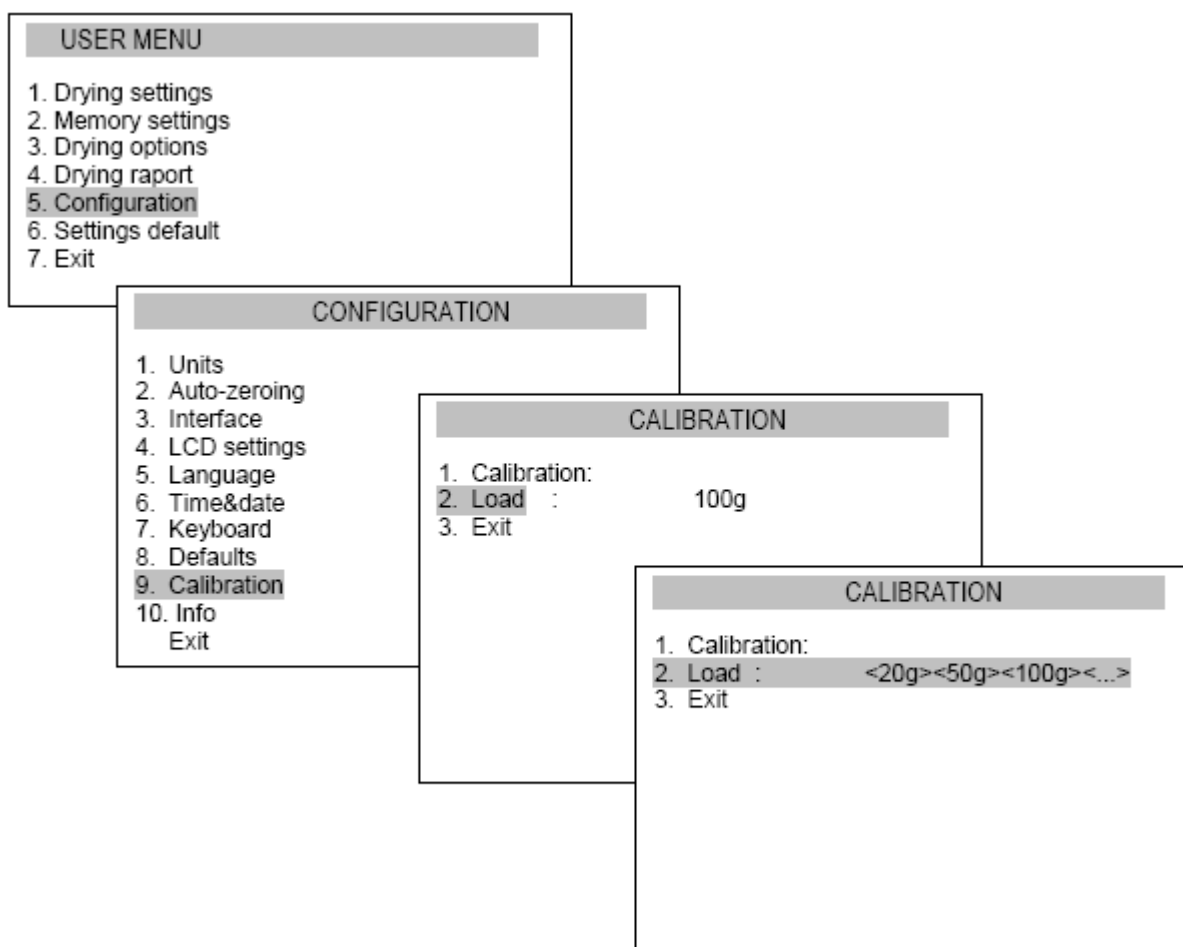 USER MENU
1. Drying settings
2. Memory settings
3. Drying options
4. Drying raport
5. Configuration
6. Settings default
7. Exit
CONFIGURATION
1. Units
2. Auto-zeroing
3. Interface
4. LCD settings
5. Language
6. Time&date
7. Keyboard
8. Defaults
9. Calibration
10. Info
Exit
CALIBRATION
1. Calibration:
2. Load : 100g
3. Exit
CALIBRATION
1. Calibration:
2. Load : <20g><50g><100g><...>
3. Exit